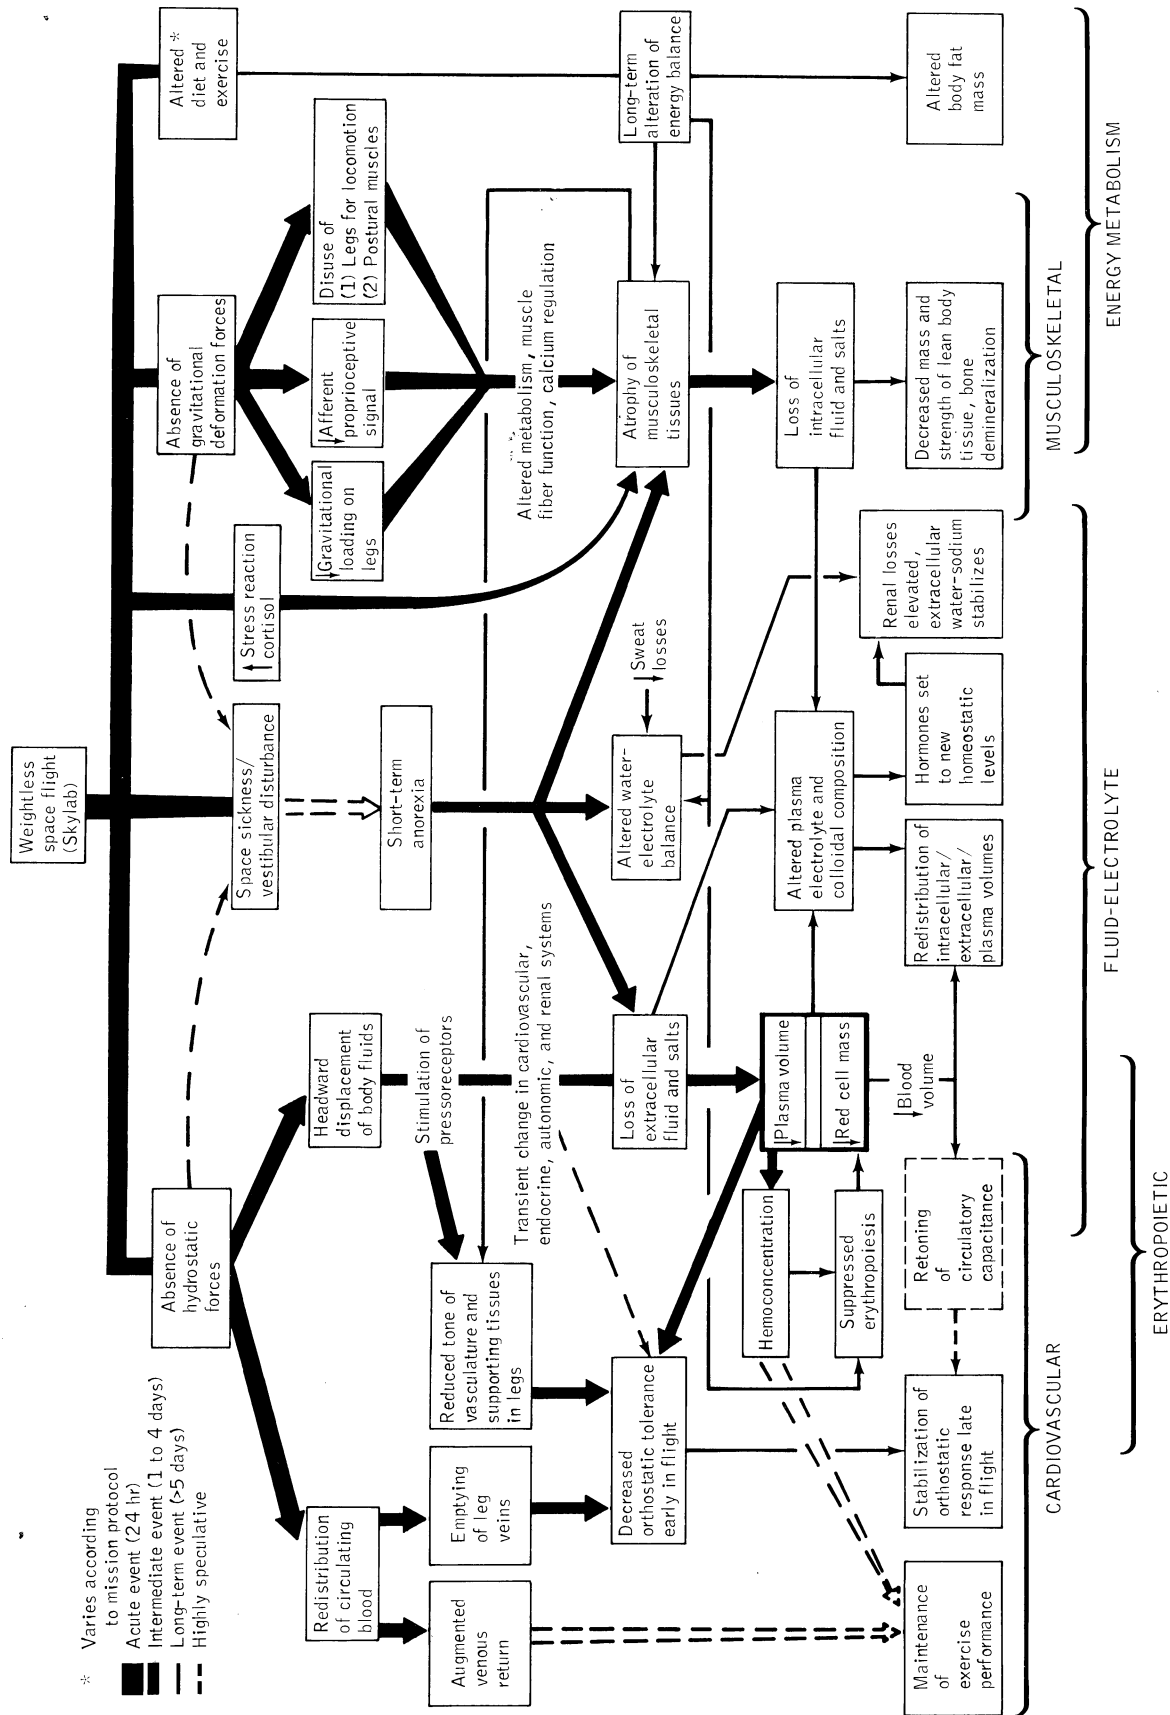 Weightless
space flight
(Skylab)
* Varies according
to mission protocol
Acute event (24 hr)
Intermediate event (1 to 4 days)
Long-term event (>5 days)
Highly speculative
Absence of
hydrostatic
forces
Space sickness/
vestibular disturbance
↑ Stress reaction
cortisol
Absence of
gravitational
deformation forces
Altered *
diet and
exercise
Redistribution
of circulating
blood
Headward
displacement
of body fluids
Short-term
anorexia
↓Gravitational
loading on
legs
↓Afferent
proprioceptive
signal
Disuse of
(1) Legs for locomotion
(2) Postural muscles
Augmented
venous
return
Emptying
of leg
veins
Reduced tone of
vasculature and
supporting tissues
in legs
Stimulation of
pressoreceptors
Transient change in cardiovascular,
endocrine, autonomic, and renal systems
Altered metabolism, muscle
fiber function, calcium regulation
Decreased
orthostatic tolerance
early in flight
Loss of
extracellular
fluid and salts
Altered water-
electrolyte
balance
↓Sweat
losses
Atrophy of
musculoskeletal
tissues
Long-term
alteration of
energy balance
Hemoconcentration
Suppressed
erythropoiesis
↓Plasma volume
↓Red cell mass
↓Blood
volume
Altered plasma
electrolyte and
colloidal composition
Loss of
intracellular
fluid and salts
Maintenance
of
exercise
performance
Stabilization of
orthostatic
response late
in flight
Retoning
of
circulatory
capacitance
Redistribution of
intracellular/
extracellular/
plasma volumes
Hormones set
to new
homeostatic
levels
Renal losses
elevated,
extracellular
water-sodium
stabilizes
Decreased mass and
strength of lean body
tissue, bone
demineralization
Altered
body fat
mass
CARDIOVASCULAR
ERYTHROPOIETIC
FLUID-ELECTROLYTE
MUSCULOSKELETAL
ENERGY METABOLISM